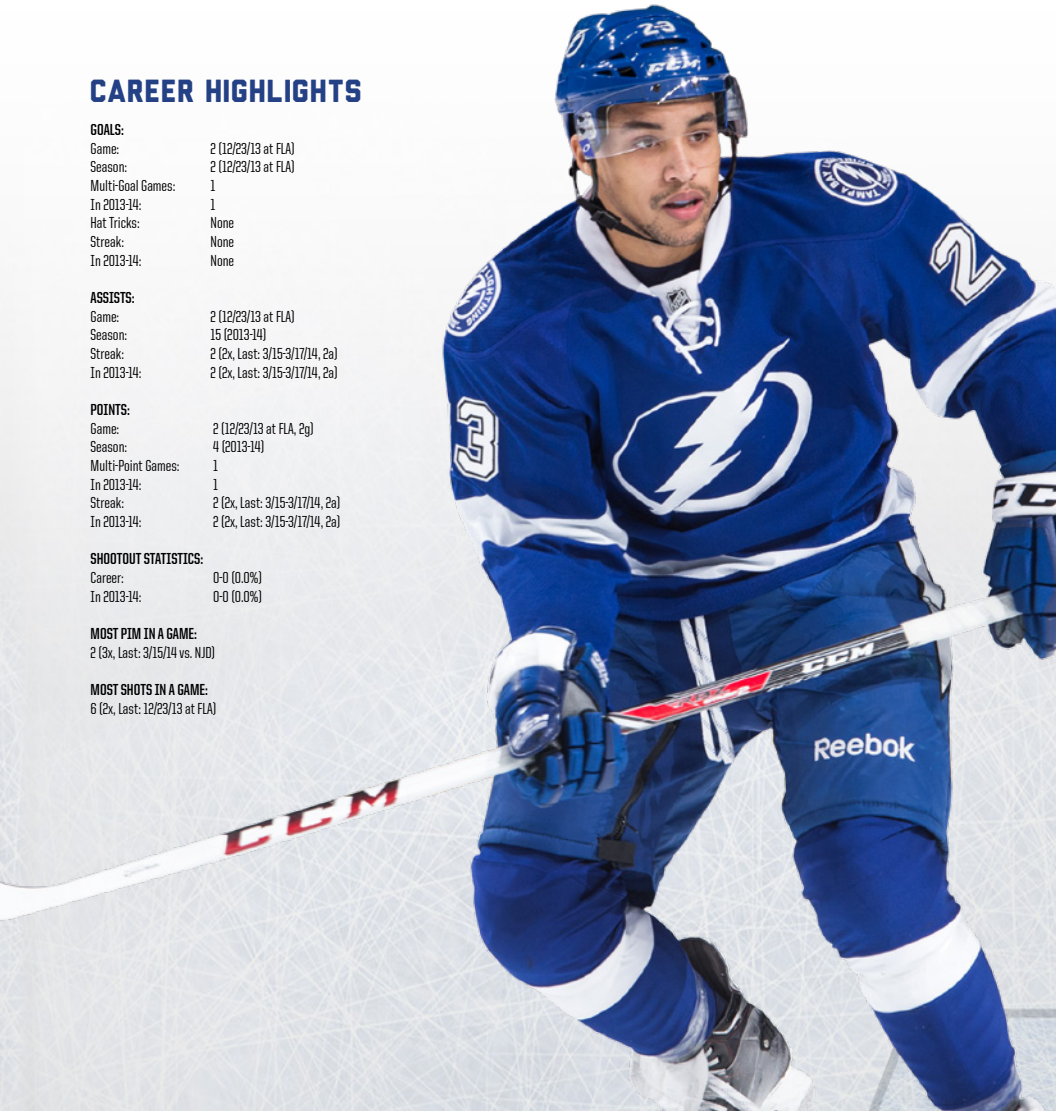 CAREER HIGHLIGHTS
GOALS:
Game: 2 (12/23/13 at FLA)
Season: 2 (12/23/13 at FLA)
Multi-Goal Games: 1
In 2013-14: 1
Hat Tricks: None
Streak: None
In 2013-14: None
ASSISTS:
Game: 2 (12/23/13 at FLA)
Season: 15 (2013-14)
Streak: 2 (2x, Last: 3/15-3/17/14, 2a)
In 2013-14: 2 (2x, Last: 3/15-3/17/14, 2a)
POINTS:
Game: 2 (12/23/13 at FLA, 2g)
Season: 4 (2013-14)
Multi-Point Games: 1
In 2013-14: 1
Streak: 2 (2x, Last: 3/15-3/17/14, 2a)
In 2013-14: 2 (2x, Last: 3/15-3/17/14, 2a)
SHOOTOUT STATISTICS:
Career: 0-0 (0.0%)
In 2013-14: 0-0 (0.0%)
MOST PIM IN A GAME:
2 (3x, Last: 3/15/14 vs. NJD)
MOST SHOTS IN A GAME:
6 (2x, Last: 12/23/13 at FLA)
23
CCM
TAMPA BAY
2
LIGHTNING
3
CC
CCM
Reebok
CCM